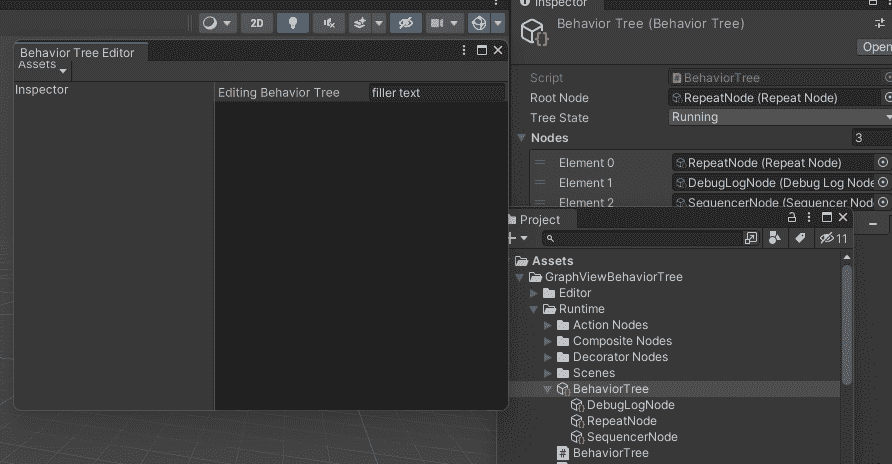 2D
Behavior Tree Editor
Assets
Inspector
Editing Behavior Tree
filler text
Inspector
Behavior Tree (Behavior Tree)
Open
Script
BehaviorTree
Root Node
RepeatNode (Repeat Node)
Tree State
Running
Nodes
3
Element 0
RepeatNode (Repeat Node)
Element 1
DebugLogNode (Debug Log Node
Element 2
SequencerNode (Sequencer Node
Project
11
Assets
GraphViewBehaviorTree
Editor
Runtime
Action Nodes
Composite Nodes
Decorator Nodes
Scenes
BehaviorTree
DebugLogNode
RepeatNode
SequencerNode
BehaviorTree